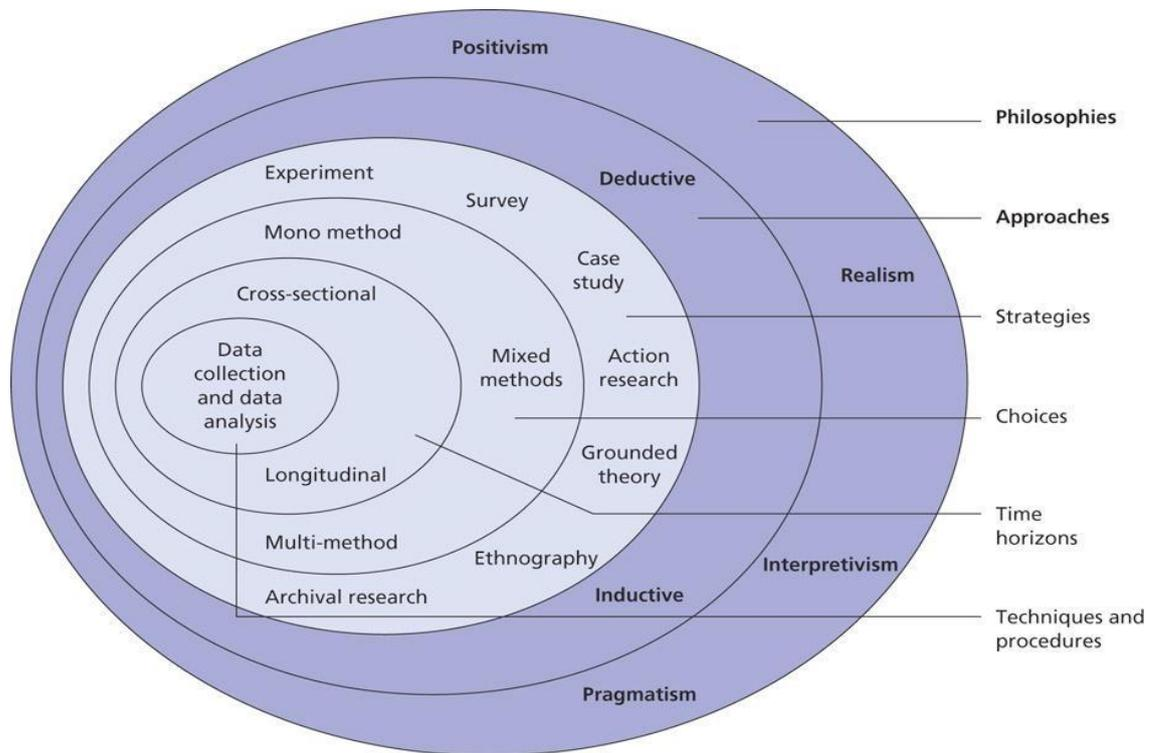 Positivism
Philosophies
Experiment
Deductive
Survey
Approaches
Mono method
Case
study
Realism
Cross-sectional
Strategies
Data
collection
and data
analysis
Mixed
methods
Action
research
Choices
Grounded
theory
Longitudinal
Time
horizons
Multi-method
Ethnography
Interpretivism
Archival research
Inductive
Techniques and
procedures
Pragmatism